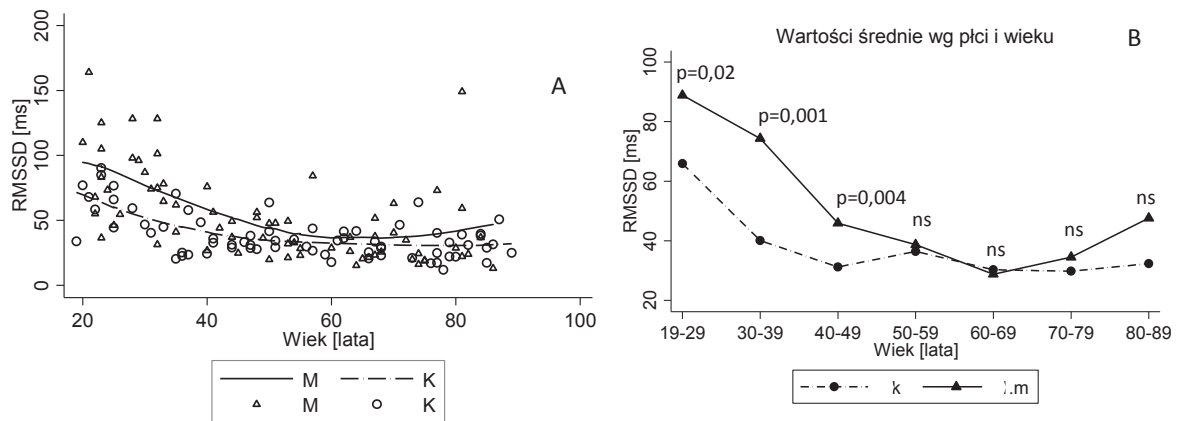 A
RMSSD [ms]
200
150
100
50
0
20 40 60 80 100
Wiek [lata]
M K
M K
Wartości średnie wg płci i wieku B
RMSSD [ms]
100
80
60
40
20
p=0,02
p=0,001
p=0,004
ns
ns
ns
ns
19-29 30-39 40-49 50-59 60-69 70-79 80-89
Wiek [lata]
k .m